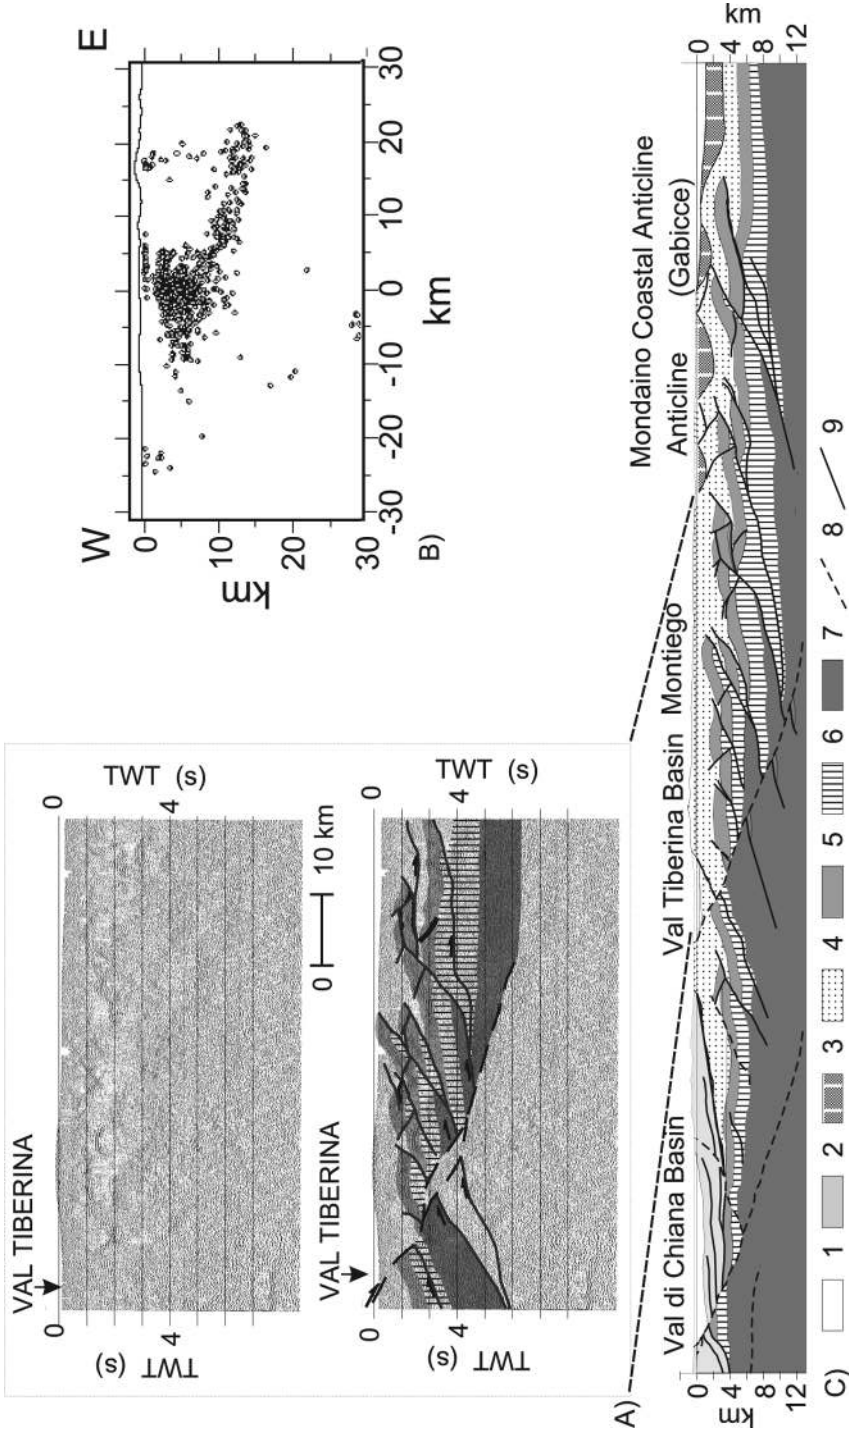 VAL TIBERINA
0
4
TWT (s)
0
4
TWT (s)
0 10 km
VAL TIBERINA
0
4
TWT (s)
0
4
TWT (s)
A)
W E
0
10
20
30
km
-30 -20 -10 0 10 20 30
km
B)
Val di Chiana Basin Val Tiberina Basin Montiego Mondaino Coastal Anticline
Anticline (Gabicce)
0
4
8
12
km
km
0
4
8
12
C) 1 2 3 4 5 6 7 8 9